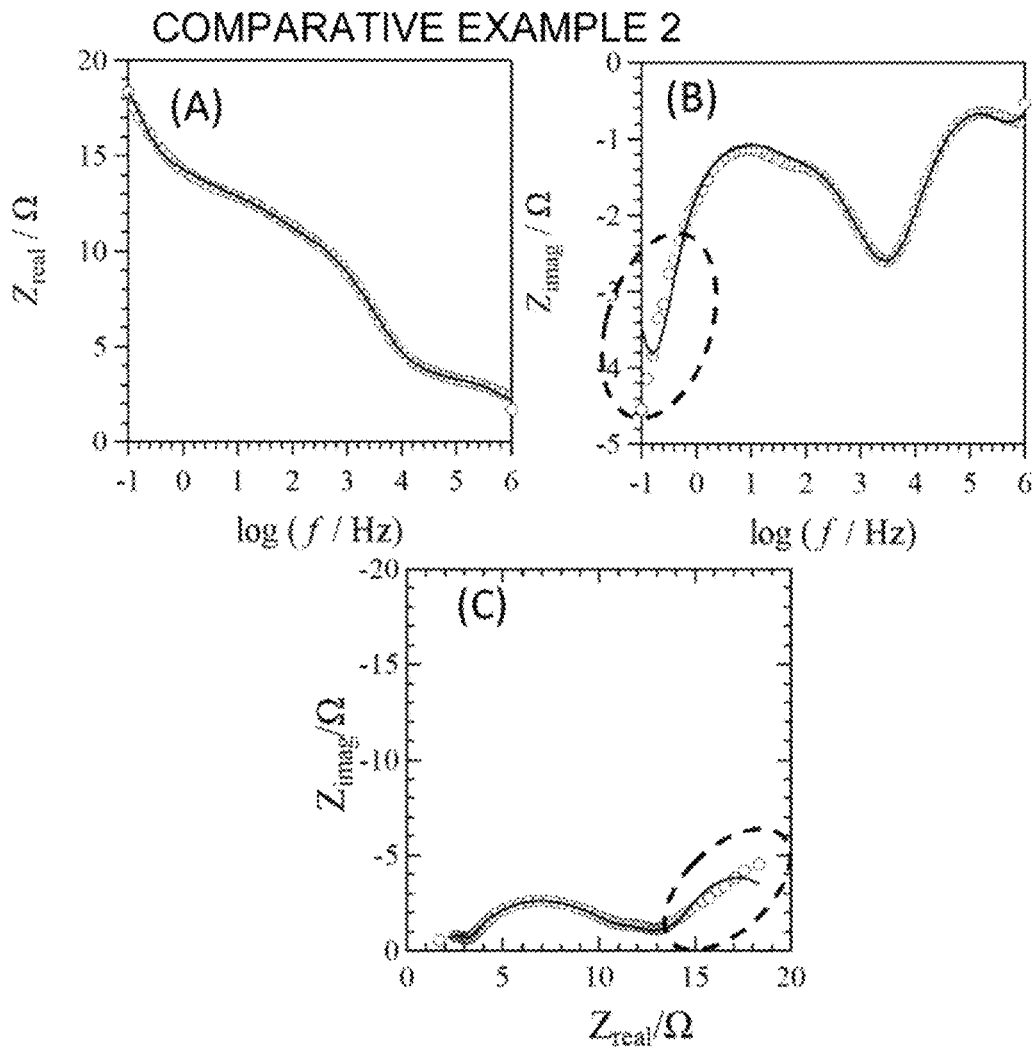 COMPARATIVE EXAMPLE 2
(A)
Z_real / Ω
20
15
10
5
0
-1 0 1 2 3 4 5 6
log (f / Hz)
(B)
Z_imag / Ω
0
-1
-2
-3
-4
-5
-1 0 1 2 3 4 5 6
log (f / Hz)
(C)
Z_imag/Ω
-20
-15
-10
-5
0
0 5 10 15 20
Z_real/Ω